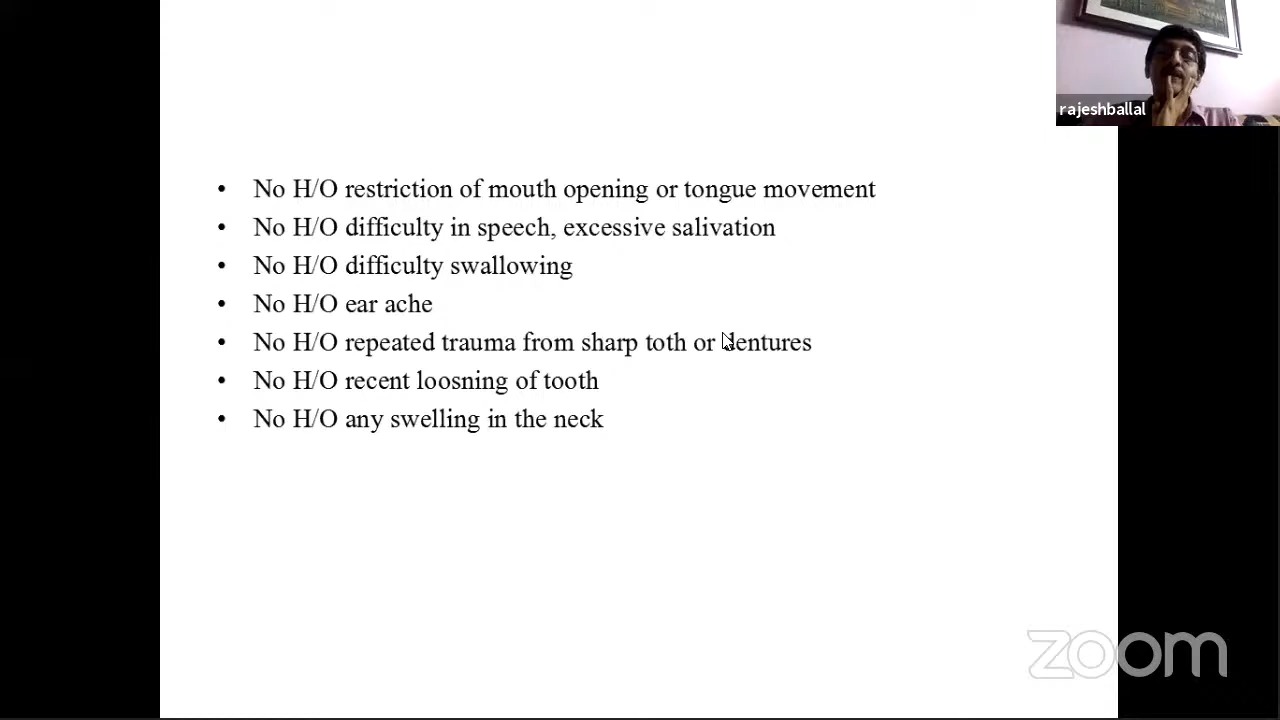 rajeshballal
• No H/O restriction of mouth opening or tongue movement
• No H/O difficulty in speech, excessive salivation
• No H/O difficulty swallowing
• No H/O ear ache
• No H/O repeated trauma from sharp toth or dentures
• No H/O recent loosning of tooth
• No H/O any swelling in the neck
zoom